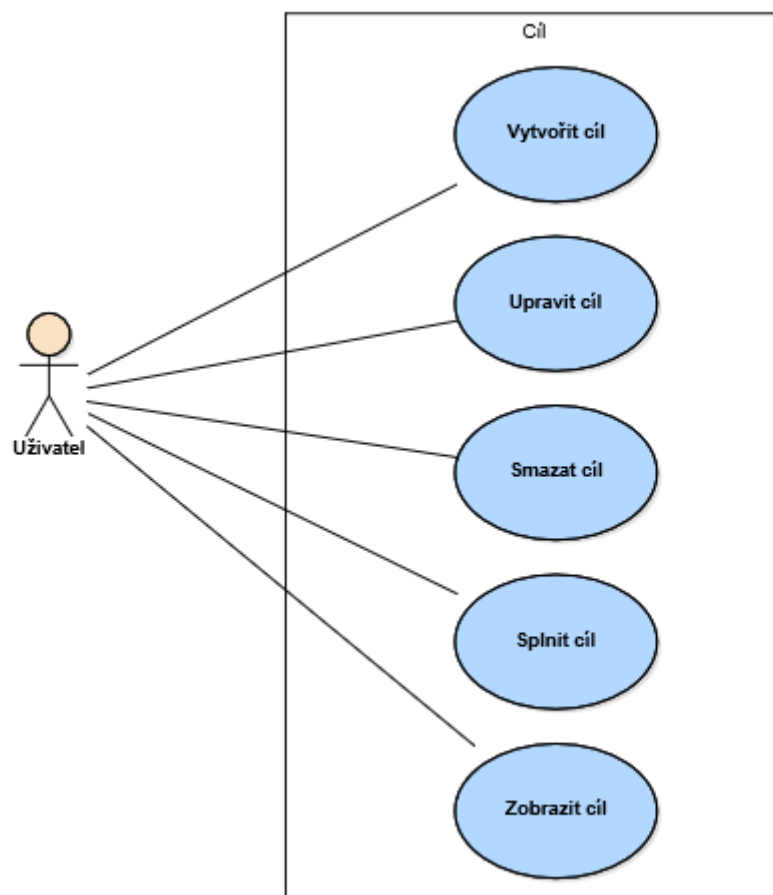 Cíl
Vytvořit cíl
Upravit cíl
Uživatel
Smazat cíl
Splnit cíl
Zobrazit cíl